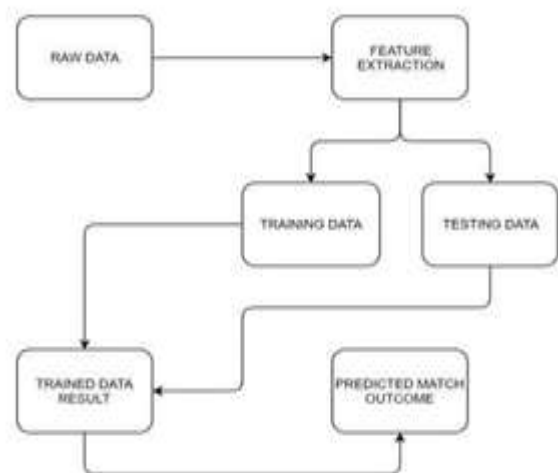 RAW DATA
FEATURE
EXTRACTION
TRAINING DATA
TESTING DATA
TRAINED DATA
RESULT
PREDICTED MATCH
OUTCOME